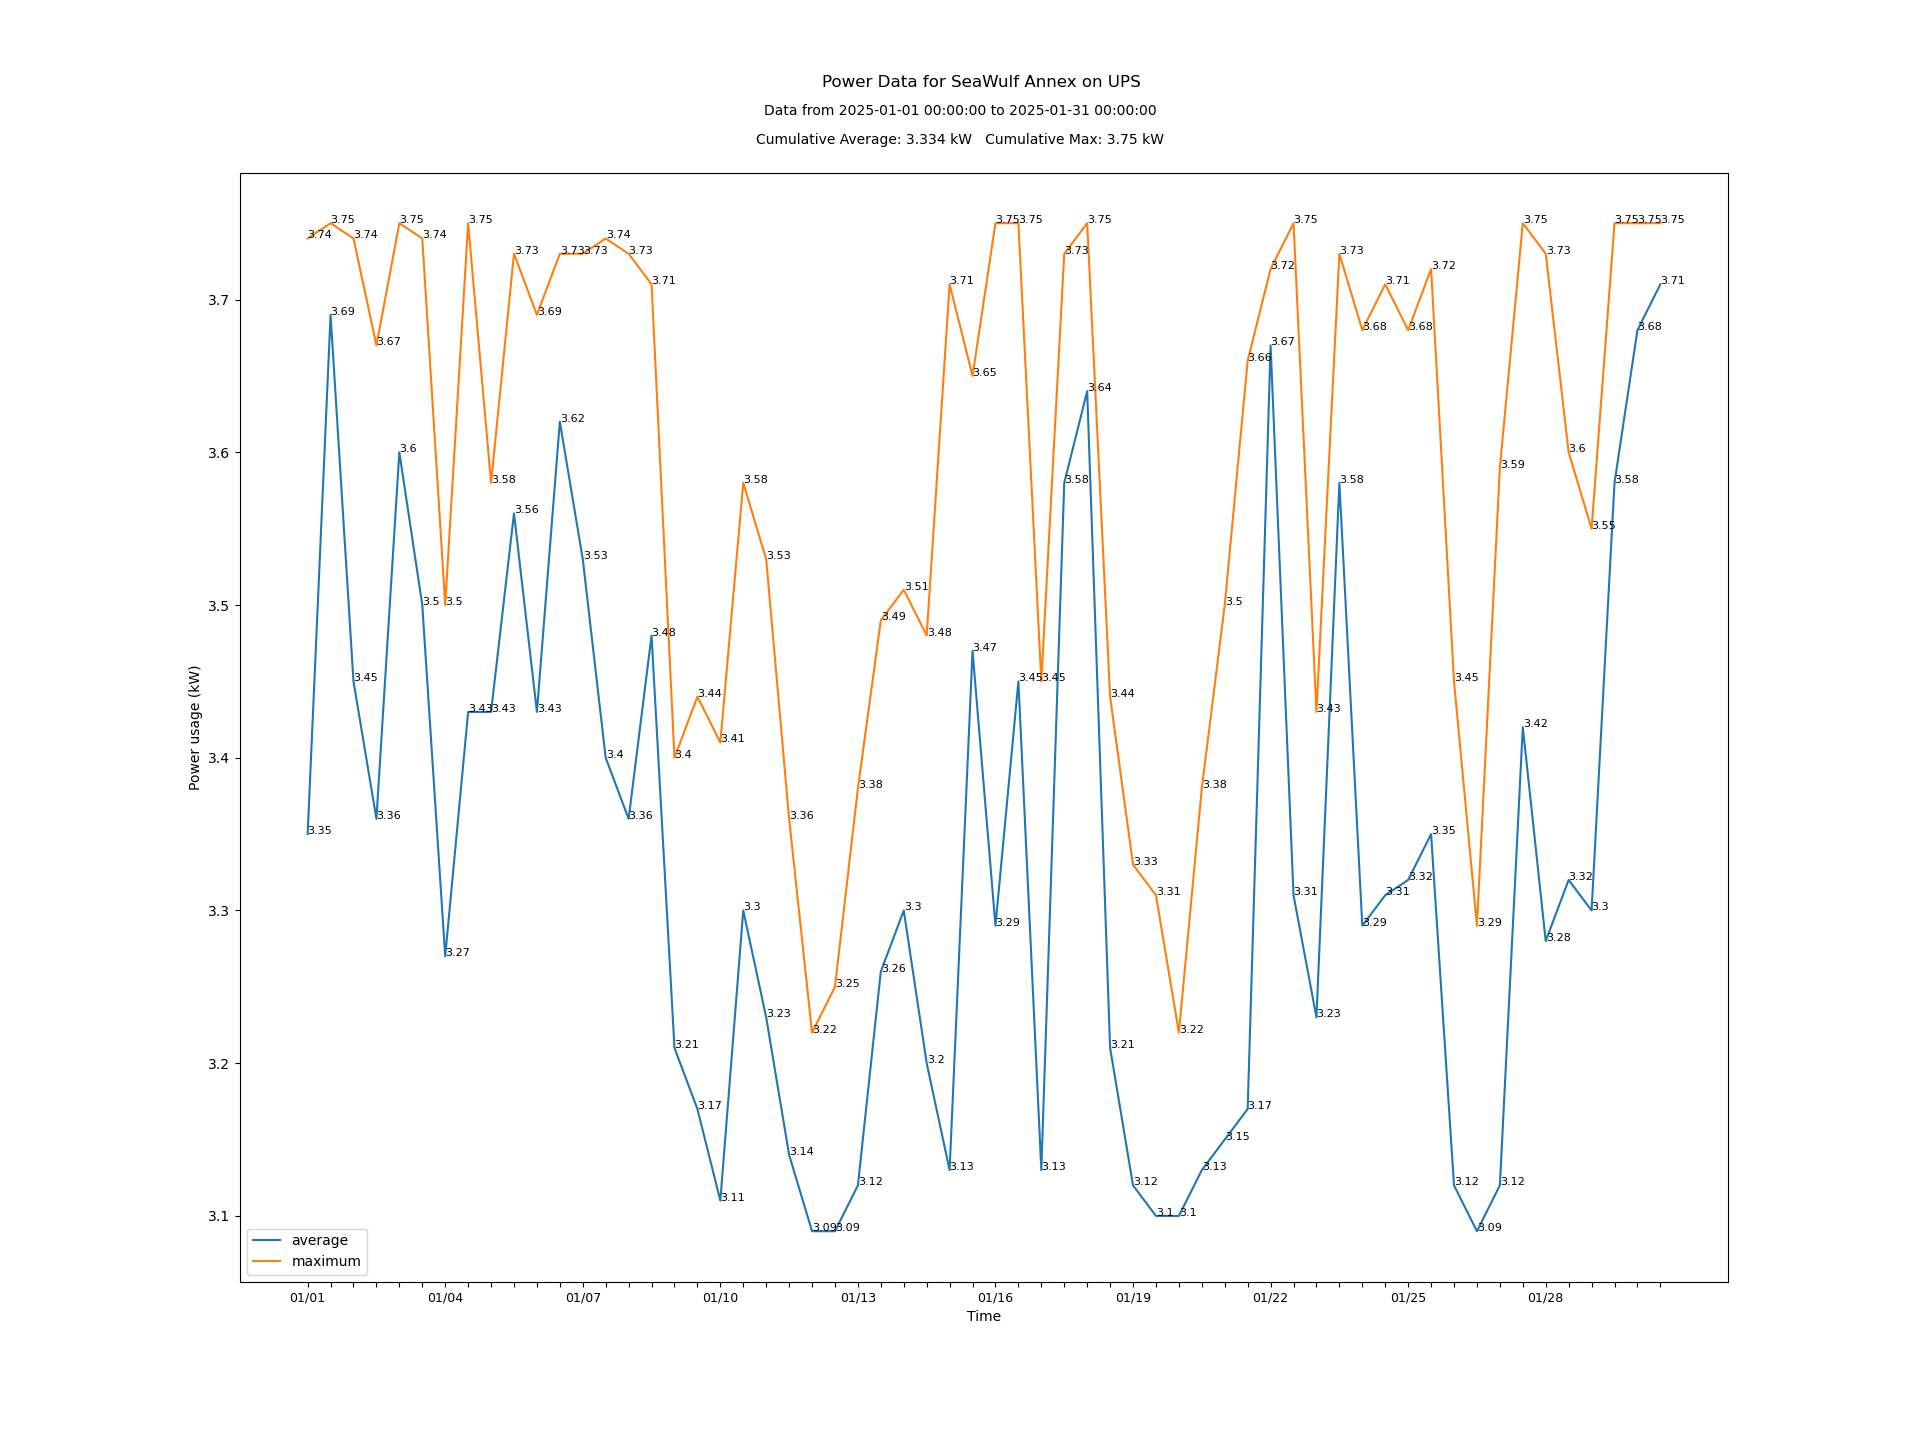 Power Data for SeaWulf Annex on UPS
Data from 2025-01-01 00:00:00 to 2025-01-31 00:00:00
Cumulative Average: 3.334 kW   Cumulative Max: 3.75 kW
3.74 3.75 3.74 3.67 3.75 3.74 3.5 3.75 3.58 3.73 3.69 3.73 3.73 3.74 3.73 3.71 3.4 3.44 3.41 3.58 3.53 3.36 3.22 3.25 3.38 3.49 3.51 3.48 3.71 3.65 3.75 3.75 3.45 3.73 3.75 3.44 3.33 3.31 3.22 3.38 3.5 3.66 3.72 3.75 3.43 3.73 3.68 3.71 3.68 3.72 3.45 3.29 3.59 3.75 3.73 3.6 3.55 3.75 3.75 3.75
3.35 3.69 3.45 3.36 3.6 3.5 3.27 3.43 3.43 3.56 3.43 3.62 3.53 3.4 3.36 3.48 3.21 3.17 3.11 3.3 3.23 3.14 3.09 3.09 3.12 3.26 3.3 3.2 3.13 3.47 3.29 3.45 3.13 3.58 3.64 3.21 3.12 3.1 3.1 3.13 3.15 3.17 3.67 3.31 3.23 3.58 3.29 3.31 3.32 3.35 3.12 3.09 3.12 3.42 3.28 3.32 3.3 3.58 3.68 3.71
3.7
3.6
3.5
3.4
3.3
3.2
3.1
Power usage (kW)
average
maximum
01/01 01/04 01/07 01/10 01/13 01/16 01/19 01/22 01/25 01/28
Time